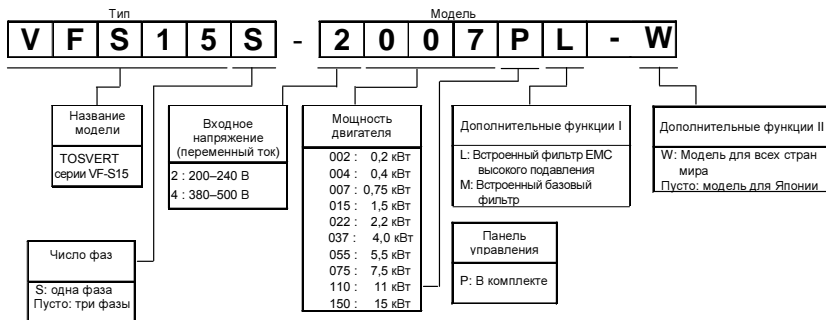 Тип
Модель
V F S 1 5 S - 2 0 0 7 P L - W
Название
модели
TOSVERT
серии VF-S15
Число фаз
S: одна фаза
Пусто: три фазы
Входное
напряжение
(переменный ток)
2 : 200–240 В
4 : 380–500 В
Мощность
двигателя
002 : 0,2 кВт
004 : 0,4 кВт
007 : 0,75 кВт
015 : 1,5 кВт
022 : 2,2 кВт
037 : 4,0 кВт
055 : 5,5 кВт
075 : 7,5 кВт
110 : 11 кВт
150 : 15 кВт
Дополнительные функции I
L: Встроенный фильтр EMC
высокого подавления
M: Встроенный базовый
фильтр
Панель
управления
P: В комплекте
Дополнительные функции II
W: Модель для всех стран
мира
Пусто: модель для Японии